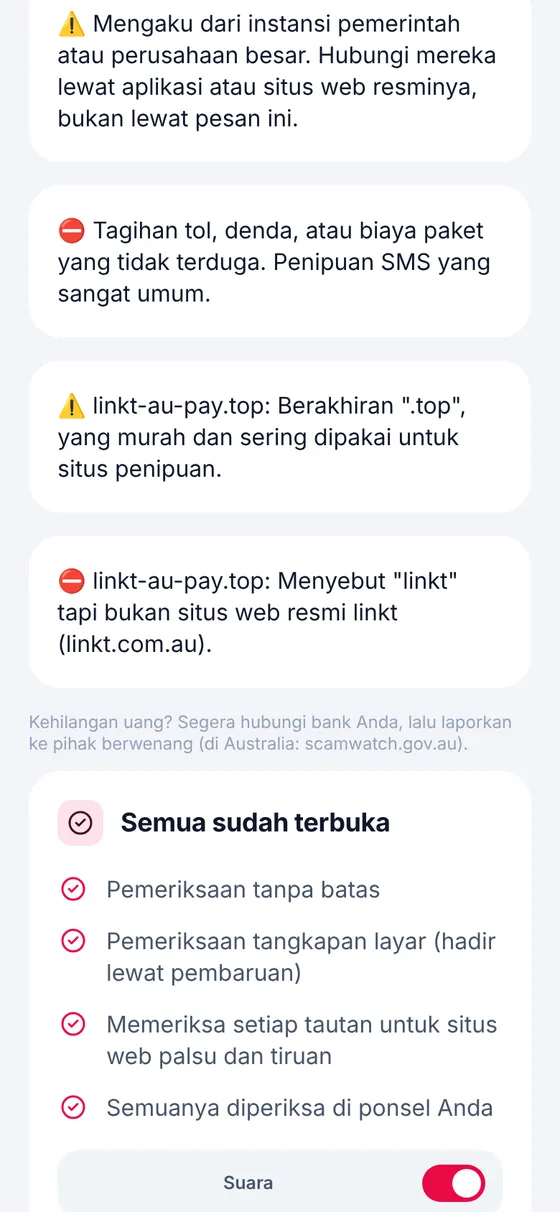 ⚠️ Mengaku dari instansi pemerintah
atau perusahaan besar. Hubungi mereka
lewat aplikasi atau situs web resminya,
bukan lewat pesan ini.
⛔ Tagihan tol, denda, atau biaya paket
yang tidak terduga. Penipuan SMS yang
sangat umum.
⚠️ linkt-au-pay.top: Berakhiran ".top",
yang murah dan sering dipakai untuk
situs penipuan.
⛔ linkt-au-pay.top: Menyebut "linkt"
tapi bukan situs web resmi linkt
(linkt.com.au).
Kehilangan uang? Segera hubungi bank Anda, lalu laporkan
ke pihak berwenang (di Australia: scamwatch.gov.au).
Semua sudah terbuka
Pemeriksaan tanpa batas
Pemeriksaan tangkapan layar (hadir
lewat pembaruan)
Memeriksa setiap tautan untuk situs
web palsu dan tiruan
Semuanya diperiksa di ponsel Anda
Suara